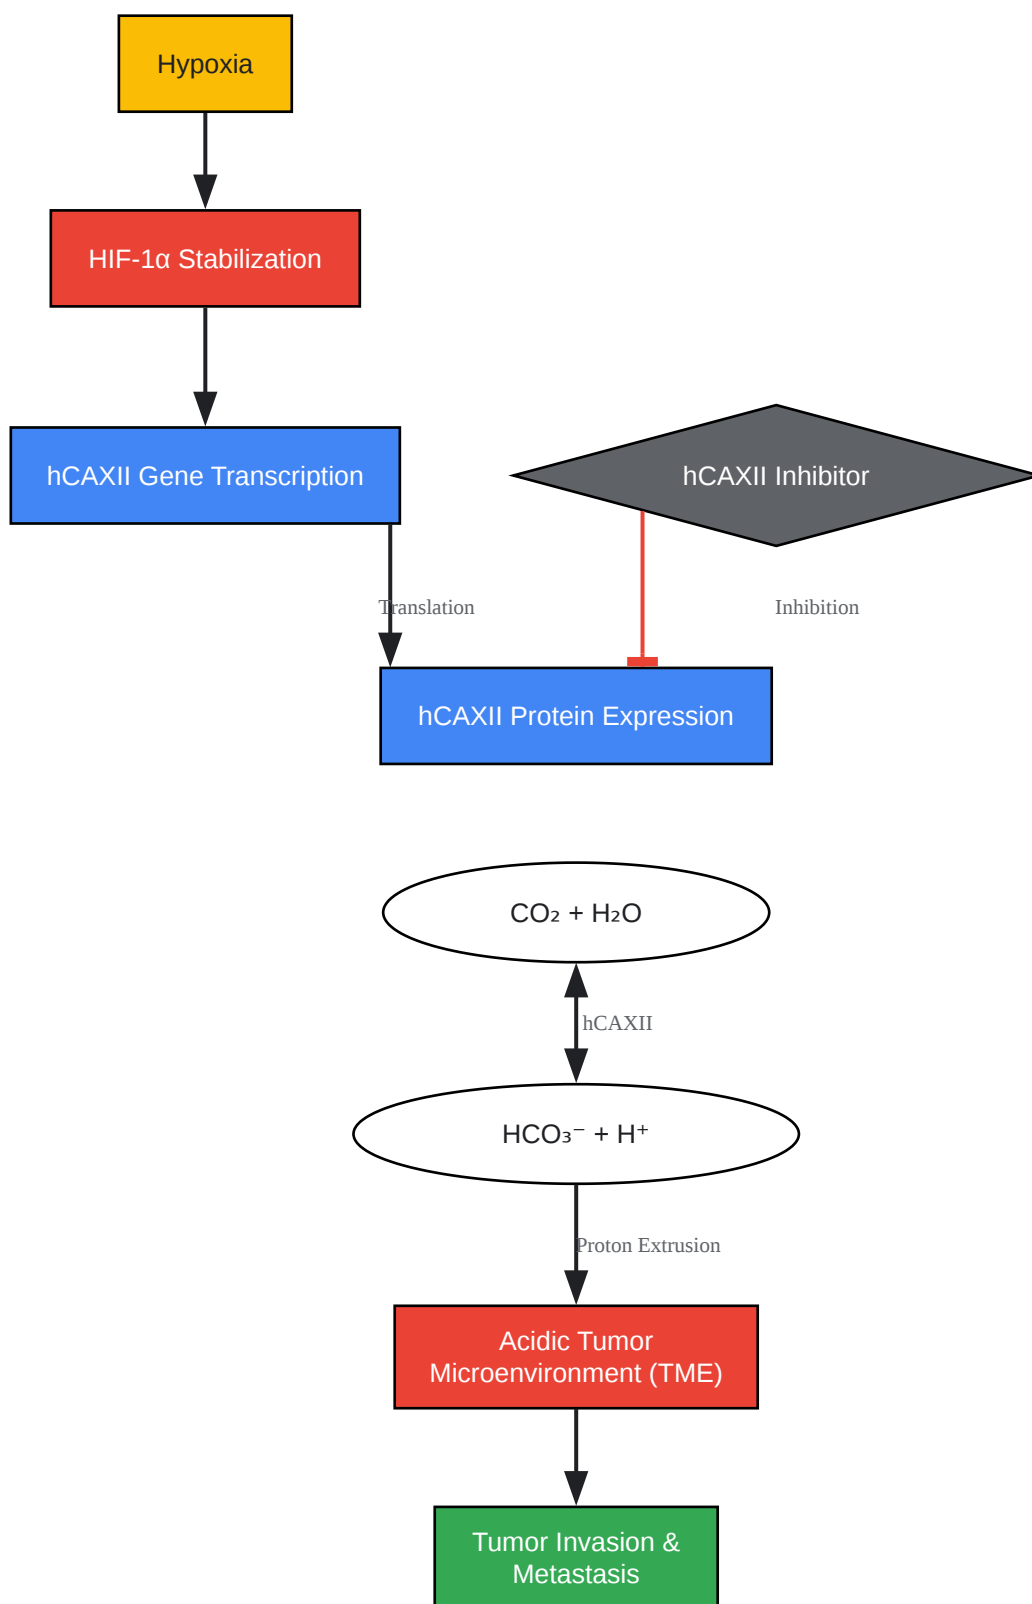 Hypoxia
HIF-1α Stabilization
hCAXII Gene Transcription
hCAXII Inhibitor
Translation
Inhibition
hCAXII Protein Expression
CO₂ + H₂O
hCAXII
HCO₃⁻ + H⁺
Proton Extrusion
Acidic Tumor
Microenvironment (TME)
Tumor Invasion &
Metastasis